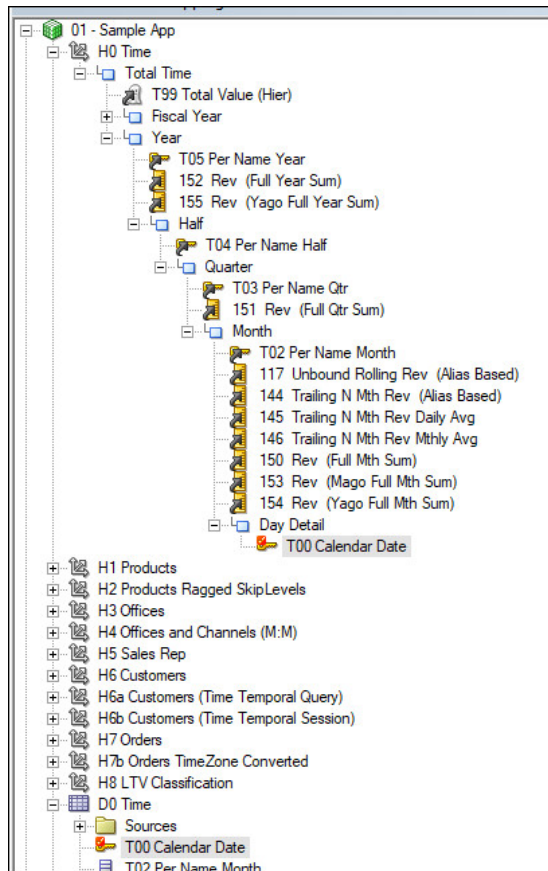 01 - Sample App
H0 Time
Total Time
T99 Total Value (Hier)
Fiscal Year
Year
T05 Per Name Year
152 Rev (Full Year Sum)
155 Rev (Yago Full Year Sum)
Half
T04 Per Name Half
Quarter
T03 Per Name Qtr
151 Rev (Full Qtr Sum)
Month
T02 Per Name Month
117 Unbound Rolling Rev (Alias Based)
144 Trailing N Mth Rev (Alias Based)
145 Trailing N Mth Rev Daily Avg
146 Trailing N Mth Rev Mthly Avg
150 Rev (Full Mth Sum)
153 Rev (Mago Full Mth Sum)
154 Rev (Yago Full Mth Sum)
Day Detail
T00 Calendar Date
H1 Products
H2 Products Ragged SkipLevels
H3 Offices
H4 Offices and Channels (M:M)
H5 Sales Rep
H6 Customers
H6a Customers (Time Temporal Query)
H6b Customers (Time Temporal Session)
H7 Orders
H7b Orders TimeZone Converted
H8 LTV Classification
D0 Time
Sources
T00 Calendar Date
T02 Per Name Month